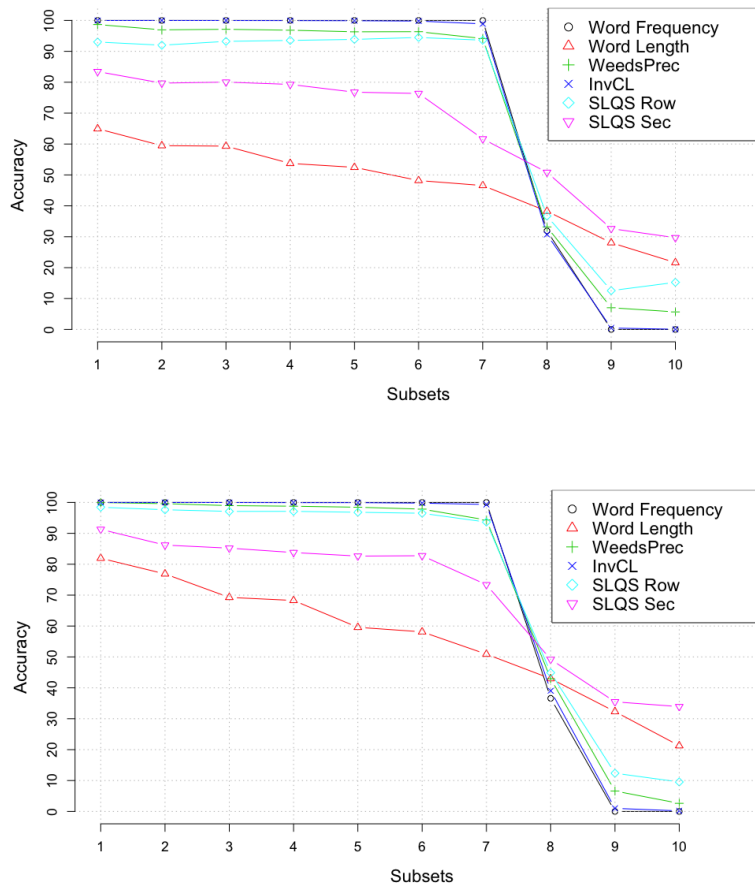 100
90
80
70
60
50
40
30
20
10
0
Accuracy
Word Frequency
Word Length
WeedsPrec
InvCL
SLQS Row
SLQS Sec
1 2 3 4 5 6 7 8 9 10
Subsets
100
90
80
70
60
50
40
30
20
10
0
Accuracy
Word Frequency
Word Length
WeedsPrec
InvCL
SLQS Row
SLQS Sec
1 2 3 4 5 6 7 8 9 10
Subsets